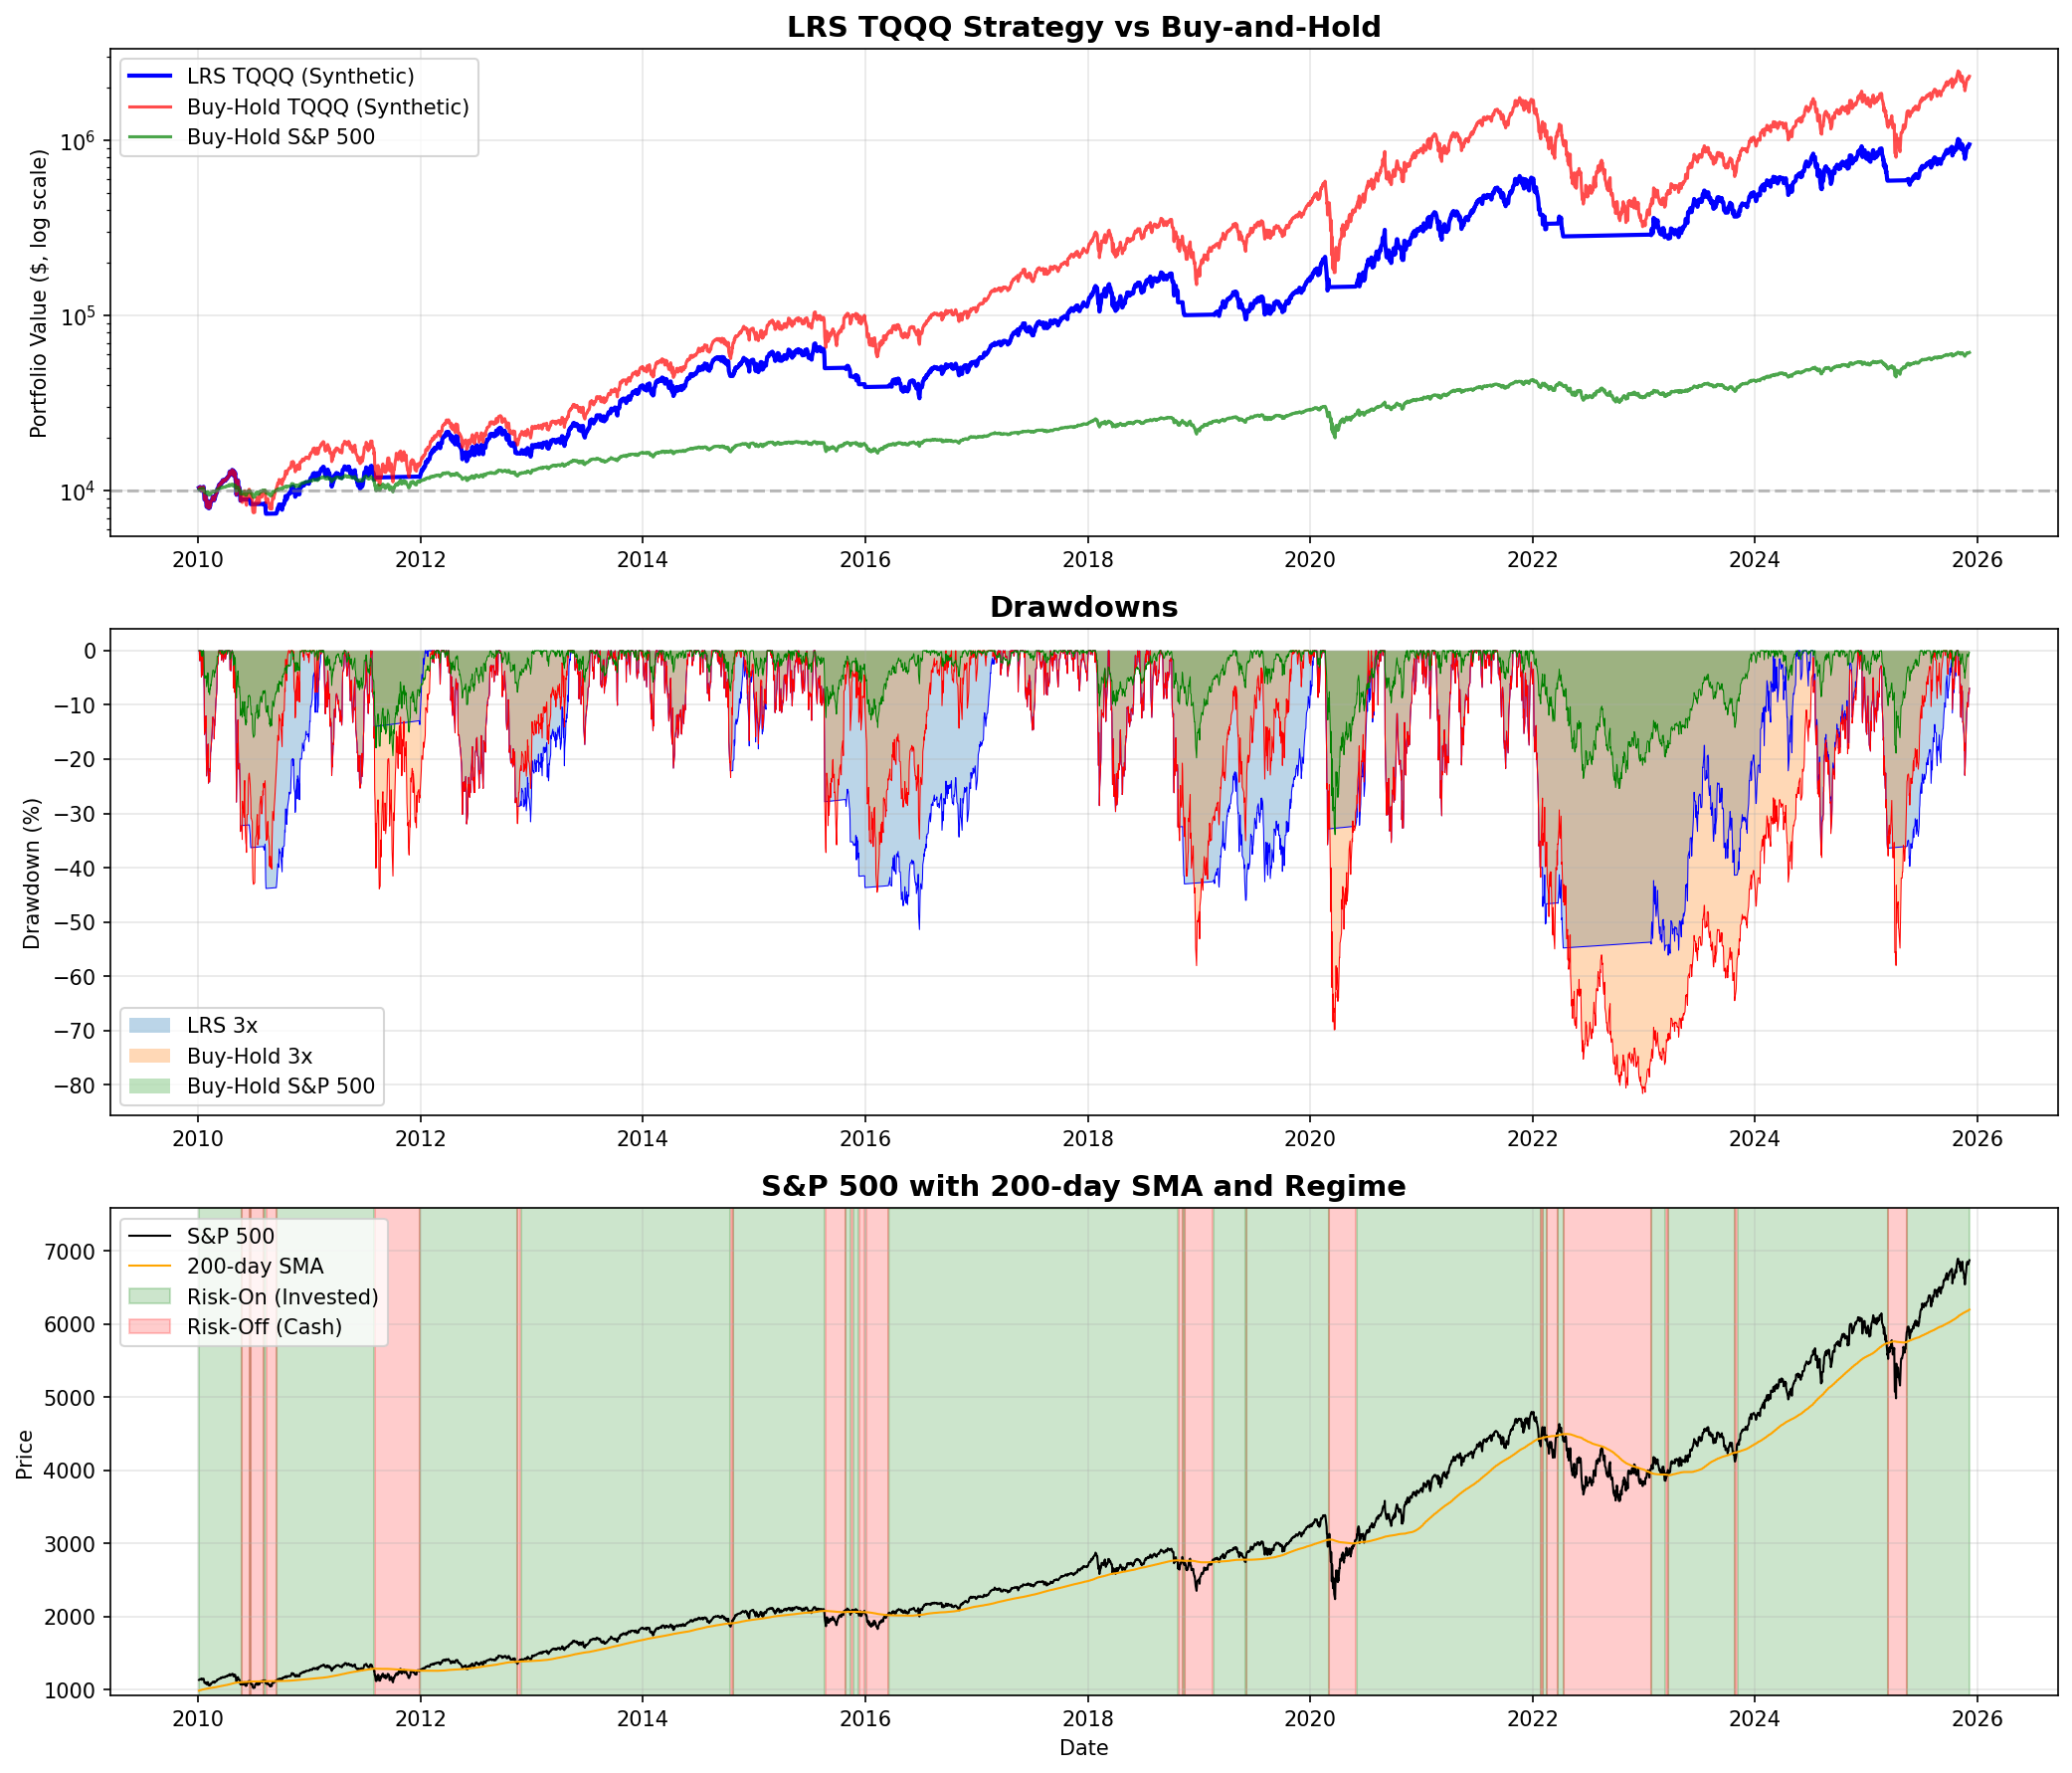 LRS TQQQ Strategy vs Buy-and-Hold
LRS TQQQ (Synthetic)
Buy-Hold TQQQ (Synthetic)
Buy-Hold S&P 500
Portfolio Value ($, log scale)
10⁶
10⁵
10⁴
2010 2012 2014 2016 2018 2020 2022 2024 2026
Drawdowns
Drawdown (%)
0
−10
−20
−30
−40
−50
−60
−70
−80
LRS 3x
Buy-Hold 3x
Buy-Hold S&P 500
2010 2012 2014 2016 2018 2020 2022 2024 2026
S&P 500 with 200-day SMA and Regime
S&P 500
200-day SMA
Risk-On (Invested)
Risk-Off (Cash)
Price
7000
6000
5000
4000
3000
2000
1000
2010 2012 2014 2016 2018 2020 2022 2024 2026
Date